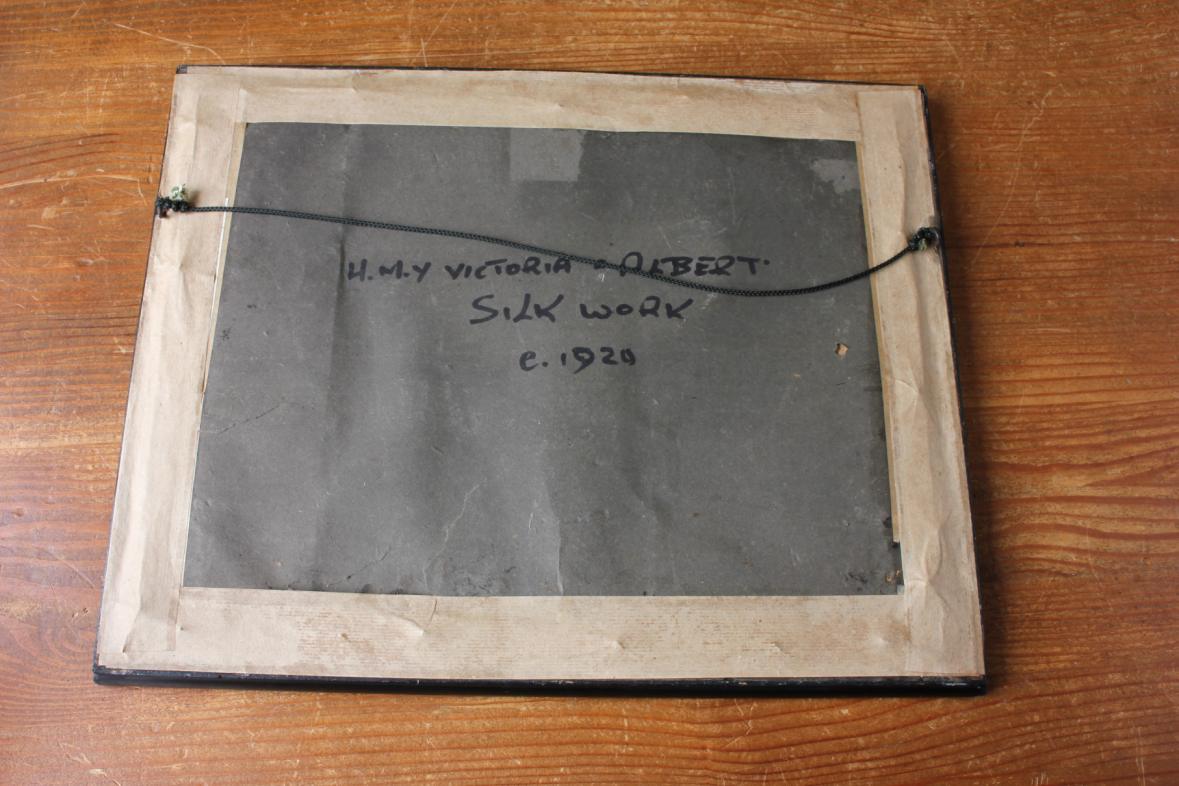 H.M.Y VICTORIA & ALBERT.
SILK WORK
c. 1920